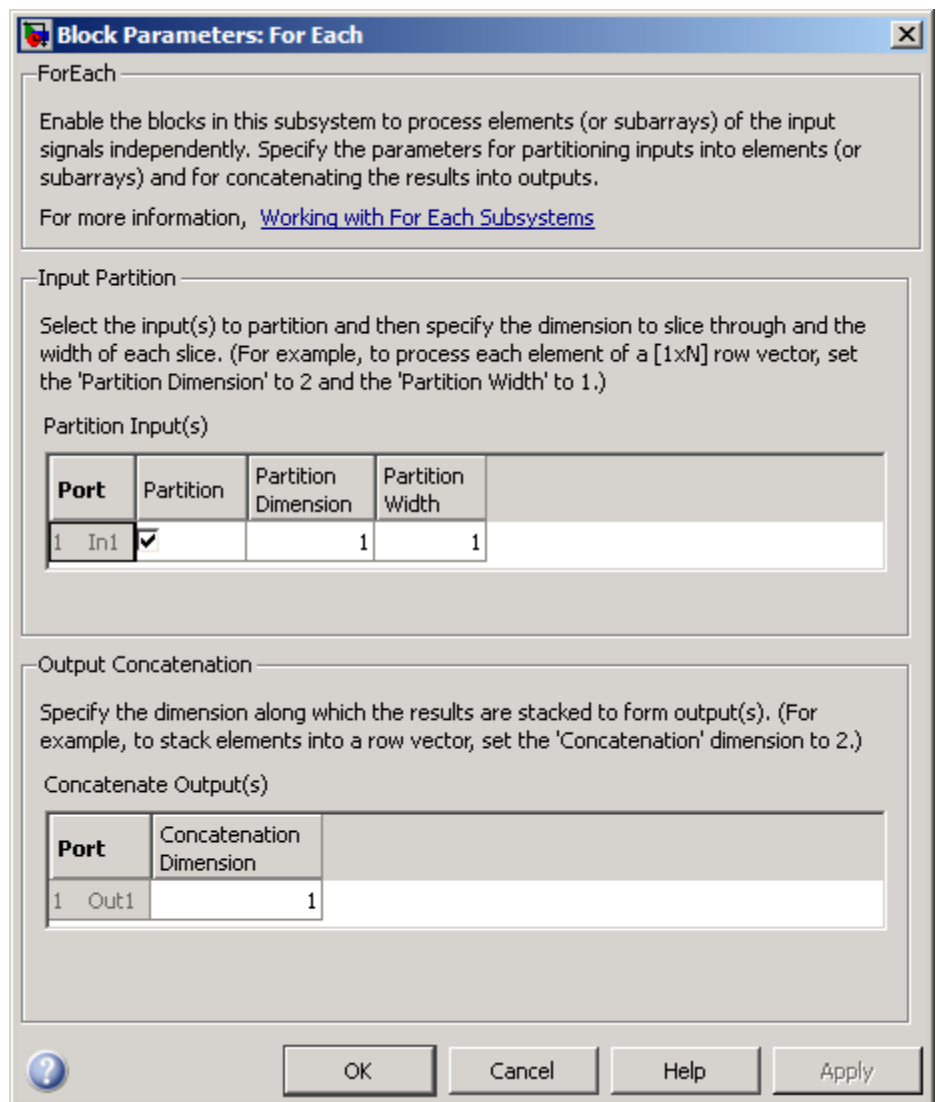 Block Parameters: For Each
ForEach
Enable the blocks in this subsystem to process elements (or subarrays) of the input
signals independently. Specify the parameters for partitioning inputs into elements (or
subarrays) and for concatenating the results into outputs.
For more information, Working with For Each Subsystems
Input Partition
Select the input(s) to partition and then specify the dimension to slice through and the
width of each slice. (For example, to process each element of a [1xN] row vector, set
the 'Partition Dimension' to 2 and the 'Partition Width' to 1.)
Partition Input(s)
Port Partition Partition Dimension Partition Width
1 In1 1 1
Output Concatenation
Specify the dimension along which the results are stacked to form output(s). (For
example, to stack elements into a row vector, set the 'Concatenation' dimension to 2.)
Concatenate Output(s)
Port Concatenation Dimension
1 Out1 1
OK Cancel Help Apply